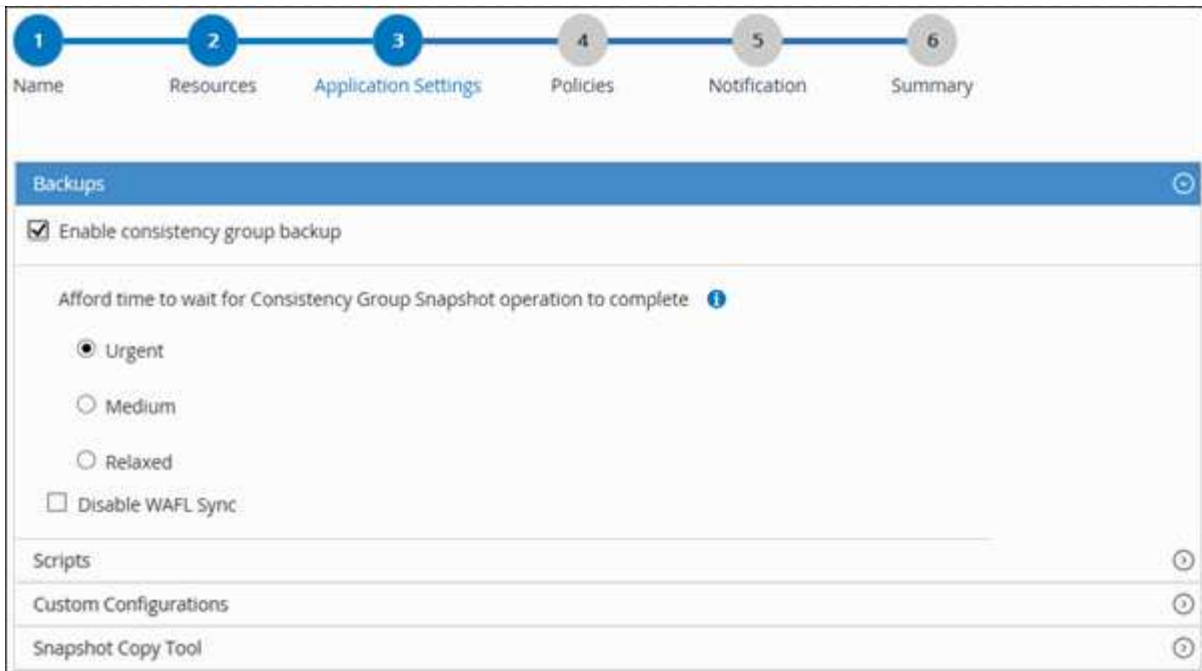 1 2 3 4 5 6
Name Resources Application Settings Policies Notification Summary
Backups
Enable consistency group backup
Afford time to wait for Consistency Group Snapshot operation to complete
Urgent
Medium
Relaxed
Disable WAFL Sync
Scripts
Custom Configurations
Snapshot Copy Tool